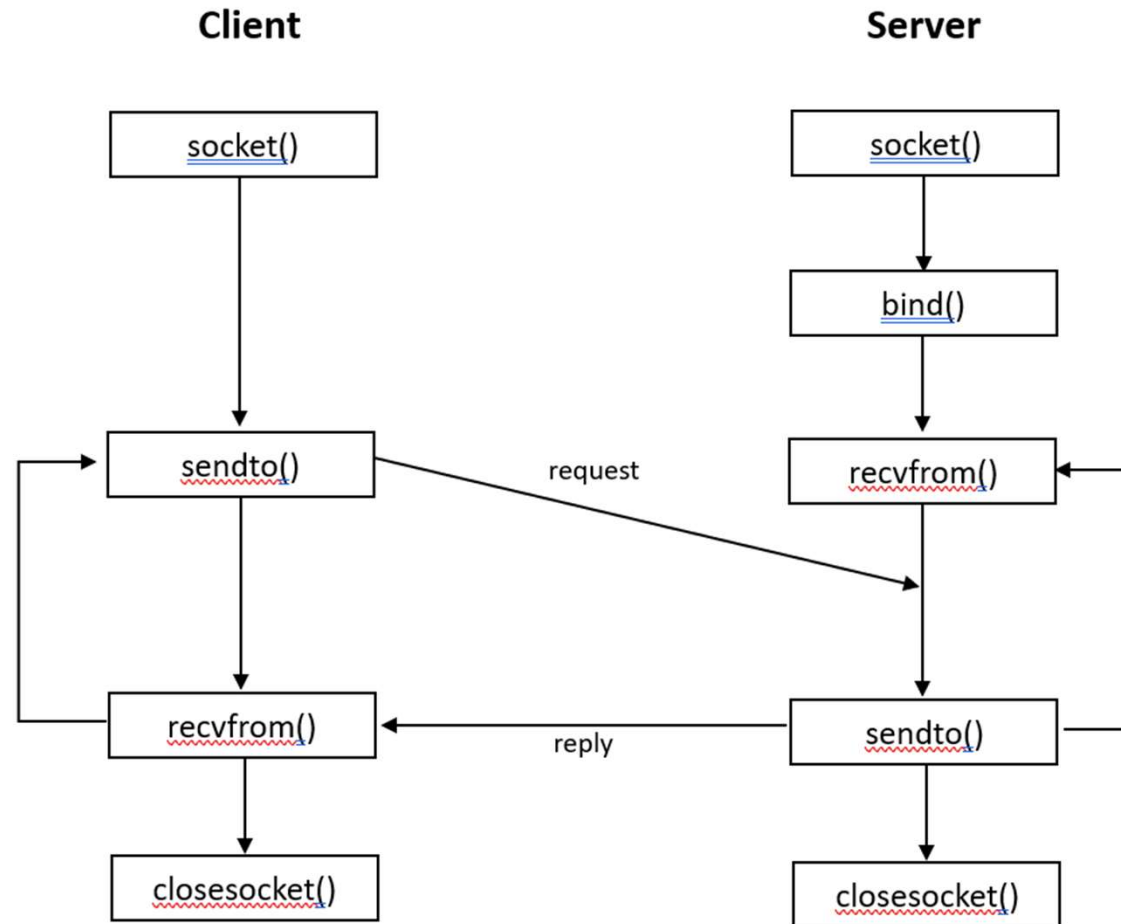 Client
Server
socket()
socket()
bind()
sendto()
request
recvfrom()
recvfrom()
reply
sendto()
closesocket()
closesocket()